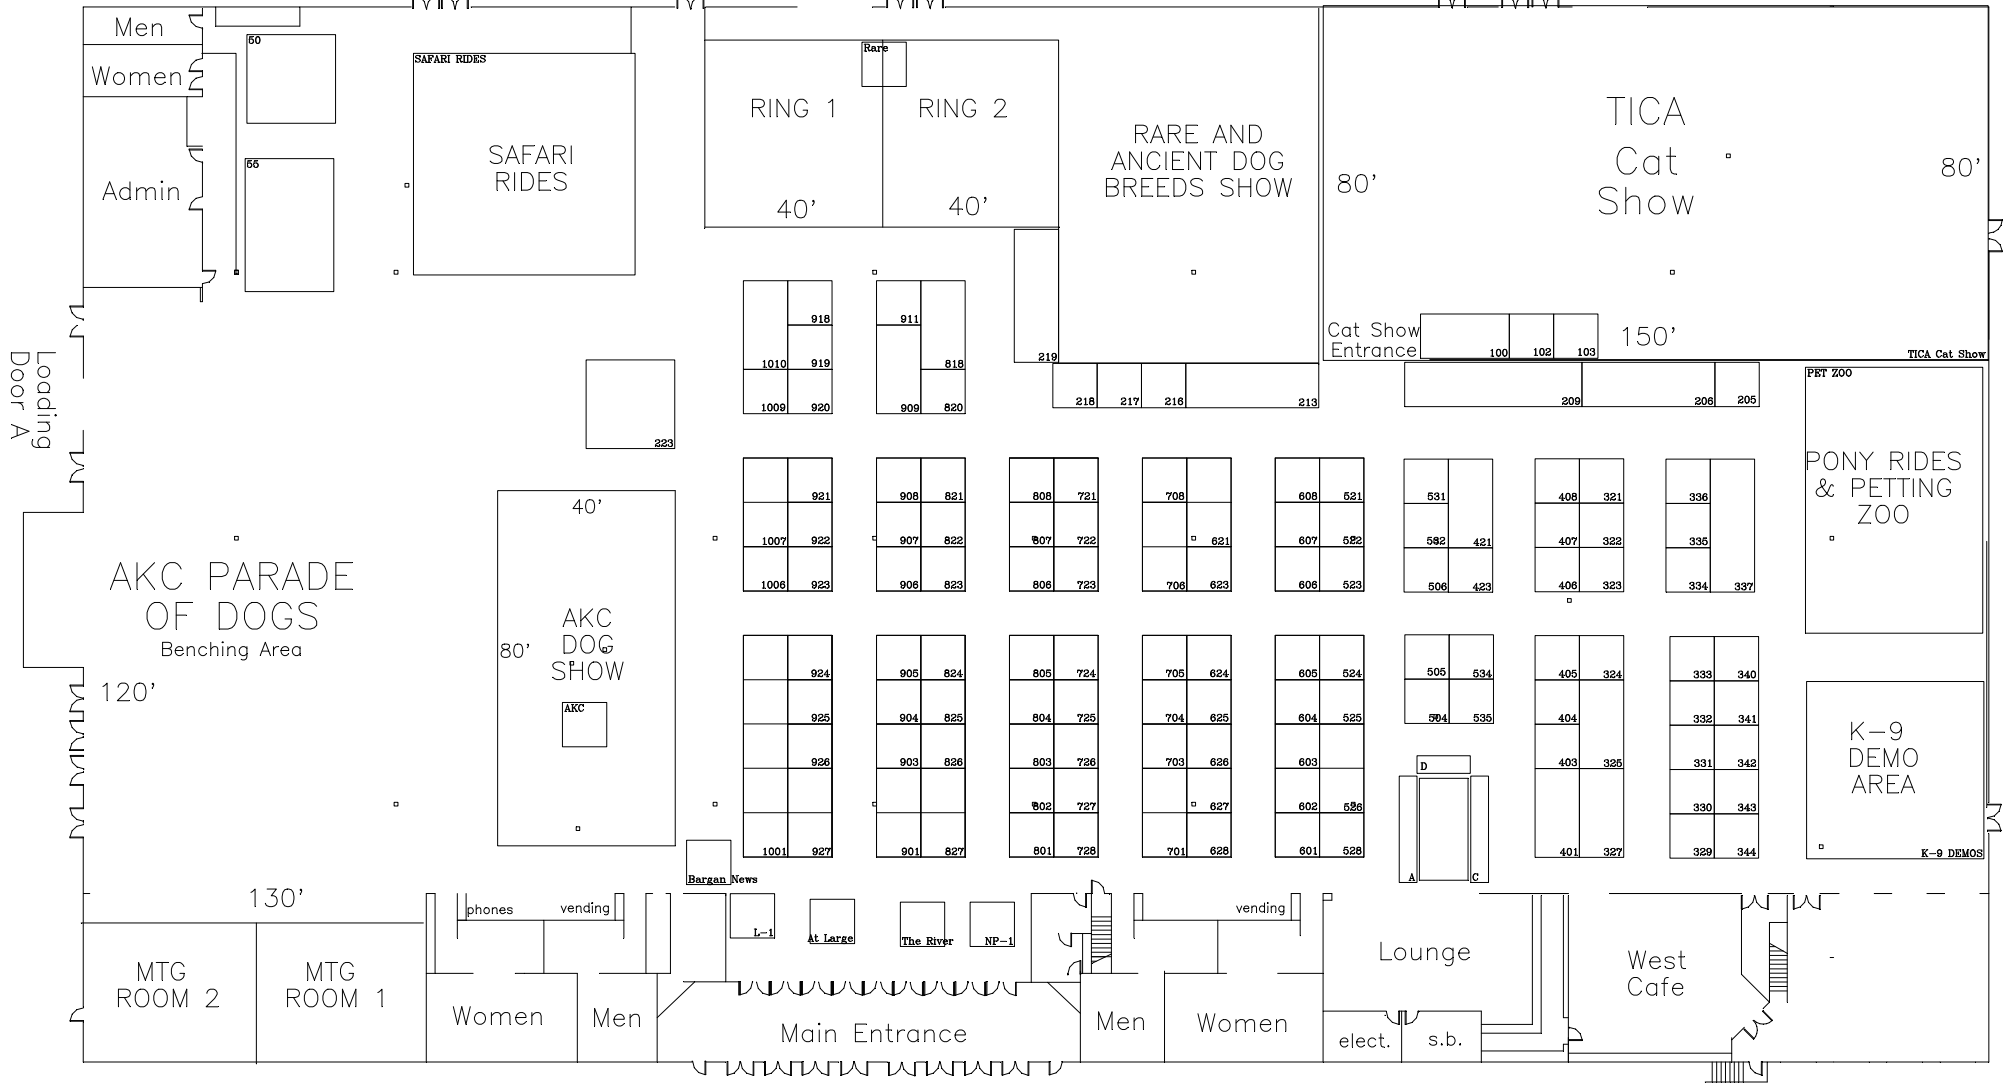 Men
Women
Admin
50
55
SAFARI RIDES
SAFARI
RIDES
Rare
RING 1
RING 2
40'
40'
RARE AND
ANCIENT DOG
BREEDS SHOW
TICA
Cat
Show
80'
80'
150'
Cat Show
Entrance
100
102
103
TICA Cat Show
Loading
Door A
918
1010
919
1009
920
911
818
909
820
219
218
217
216
213
209
206
205
PET ZOO
PONY RIDES
& PETTING
ZOO
223
40'
80'
AKC
DOG
SHOW
AKC
AKC PARADE
OF DOGS
Benching Area
120'
130'
921
1007
922
1006
923
908
821
907
822
906
823
808
721
807
722
806
723
708
621
706
623
608
521
607
522
606
523
531
532
421
506
423
408
321
407
322
406
323
336
335
334
337
924
925
926
1001
927
905
824
904
825
903
826
901
827
805
724
804
725
803
726
802
727
801
728
705
624
704
625
703
626
627
701
628
605
524
604
525
603
602
526
601
528
505
534
504
535
D
A
C
405
324
404
403
325
401
327
333
340
332
341
331
342
330
343
329
344
K-9
DEMO
AREA
K-9 DEMOS
Bargan News
L-1
At Large
The River
NP-1
phones
vending
vending
MTG
ROOM 2
MTG
ROOM 1
Women
Men
Main Entrance
Men
Women
Lounge
elect.
s.b.
West
Cafe